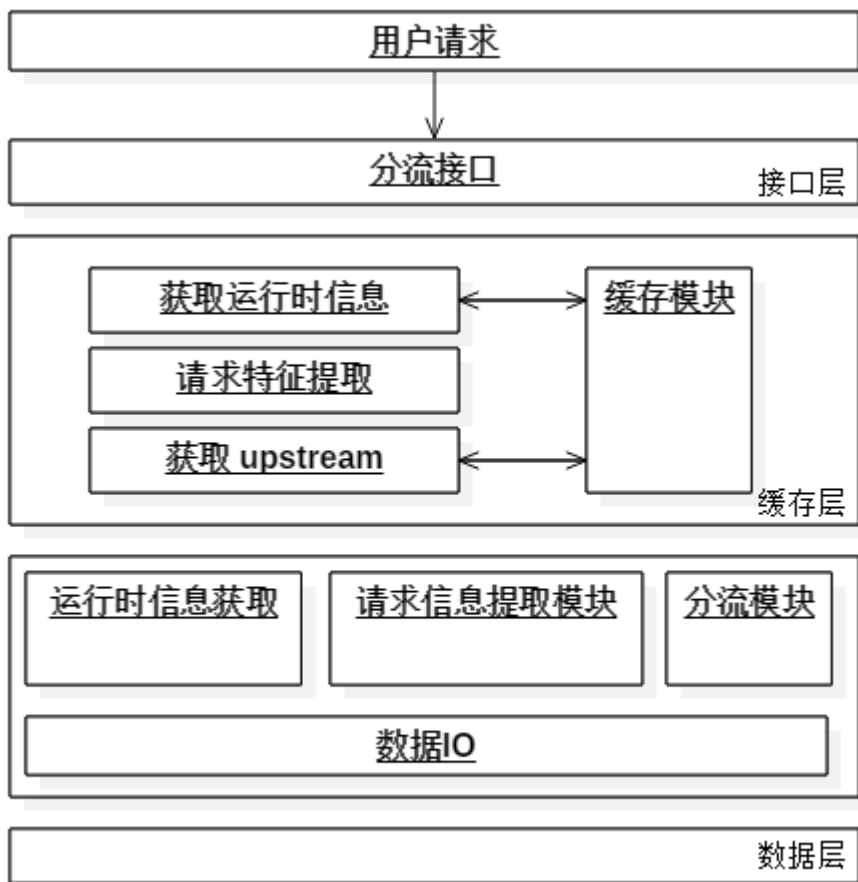 用户请求
分流接口
接口层
获取运行时信息
缓存模块
请求特征提取
获取 upstream
缓存层
运行时信息获取
请求信息提取模块
分流模块
数据IO
数据层